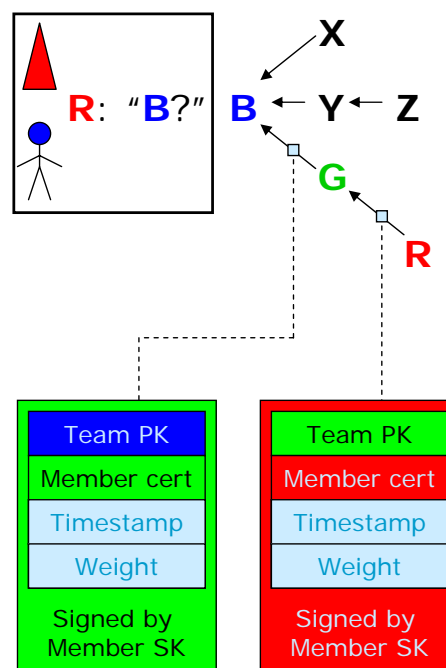 X
R: “B?” B Y Z
G
R
Team PK
Member cert
Timestamp
Weight
Signed by
Member SK
Team PK
Member cert
Timestamp
Weight
Signed by
Member SK